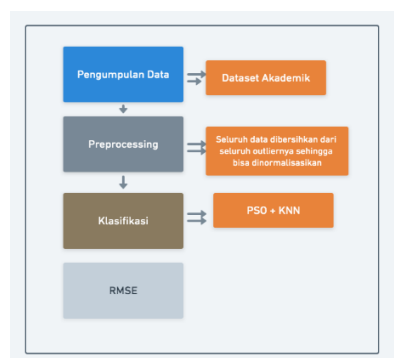 Pengumpulan Data
Dataset Akademik
Preprocessing
Seluruh data dibersihkan dari
seluruh outliernya sehingga
bisa dinormalisasikan
Klasifikasi
PSO + KNN
RMSE